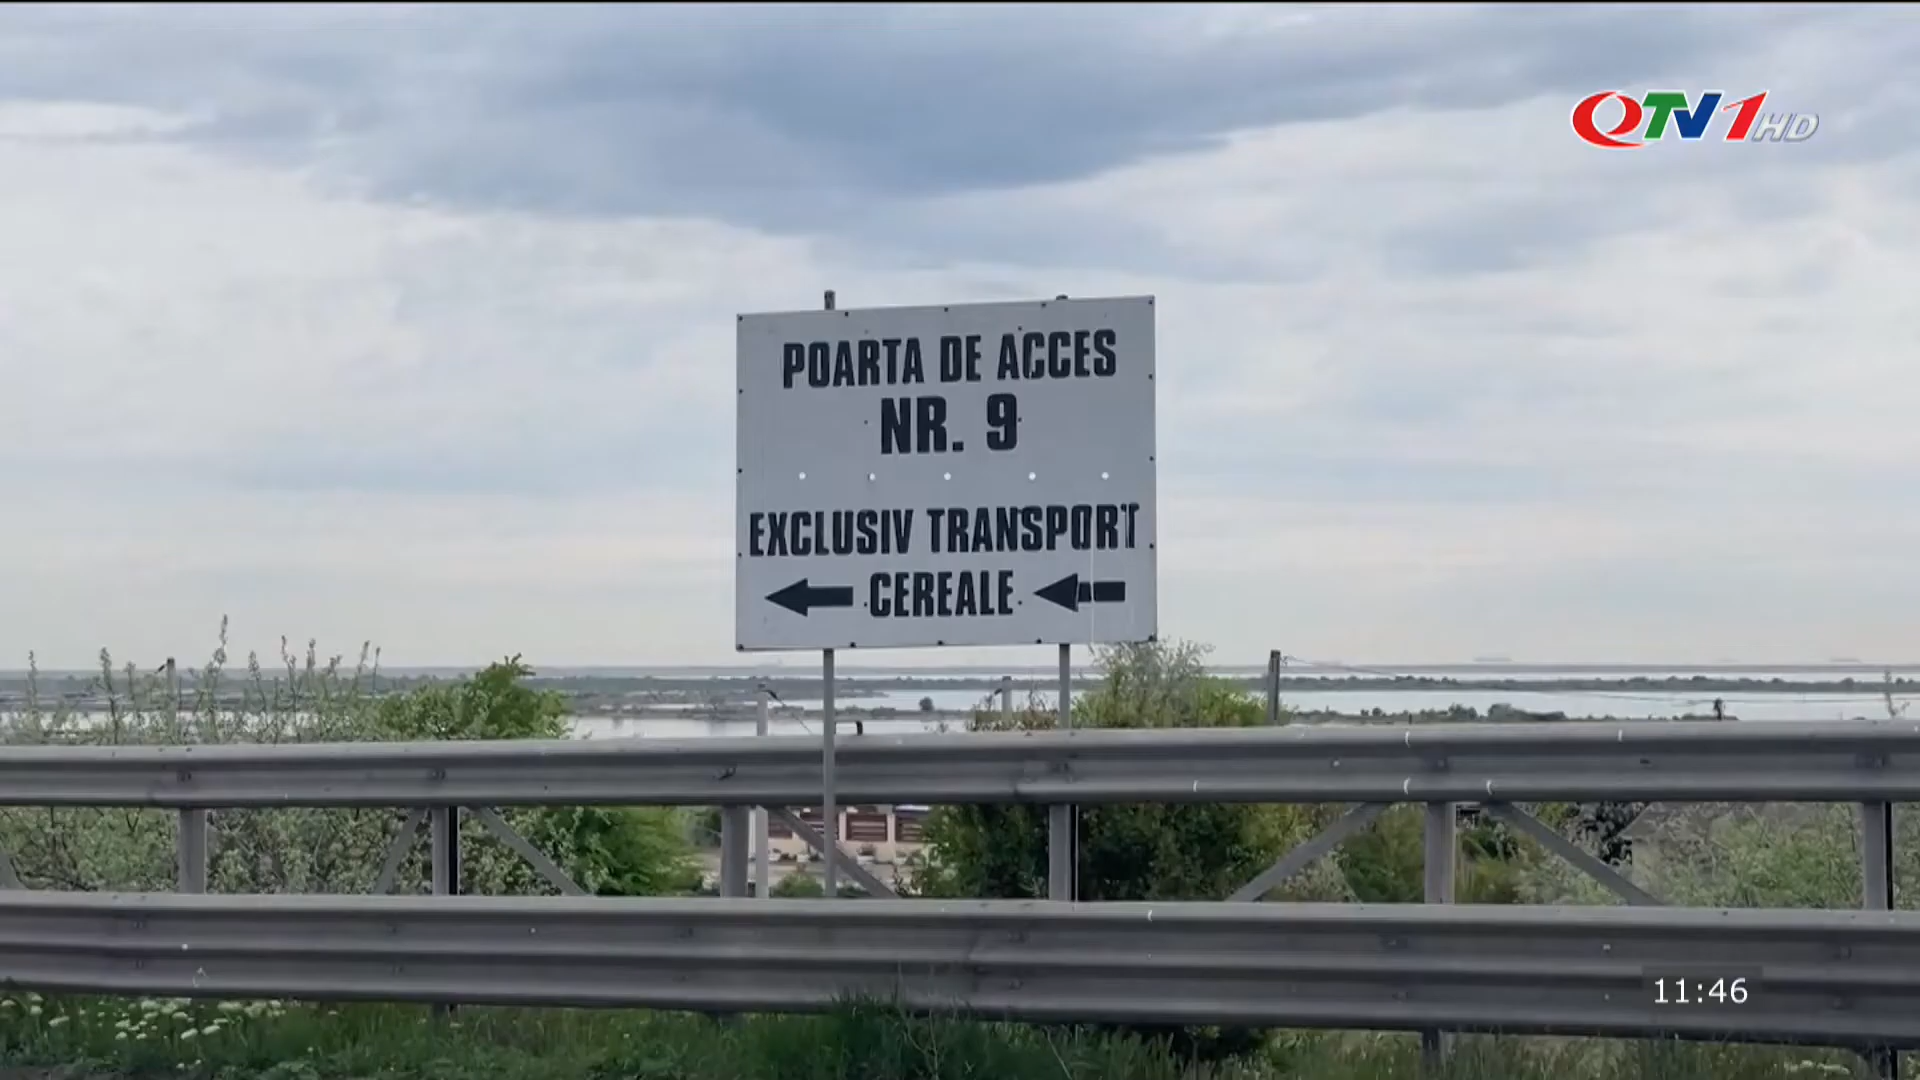 QTV1HD
POARTA DE ACCES
NR. 9
EXCLUSIV TRANSPORT
CEREALE
11:46